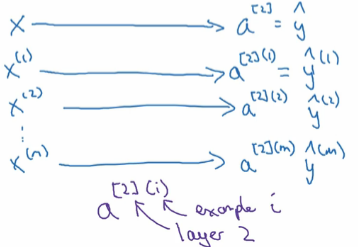 x → a^[2] = ŷ
x^(1) → a^[2](1) = ŷ^(1)
x^(2) → a^[2](2) ŷ^(2)
⋮
x^(m) → a^[2](m) ŷ^(m)
a^[2](i)
example i
layer 2